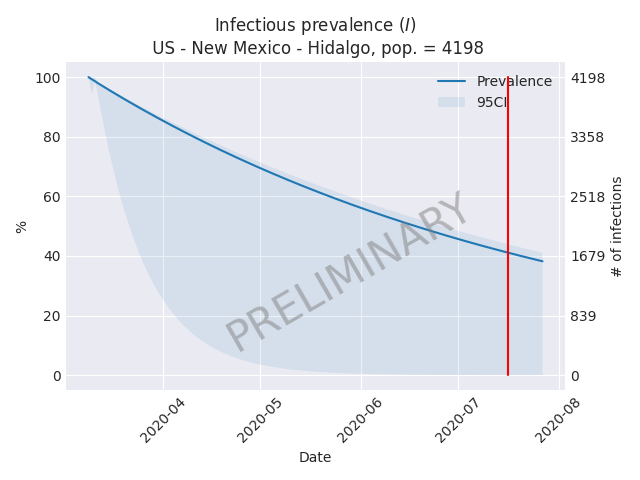 Infectious prevalence (I)
US - New Mexico - Hidalgo, pop. = 4198
Prevalence
95CI
100
80
60
40
20
0
%
4198
3358
2518
1679
839
0
# of infections
PRELIMINARY
2020-04
2020-05
2020-06
2020-07
2020-08
Date